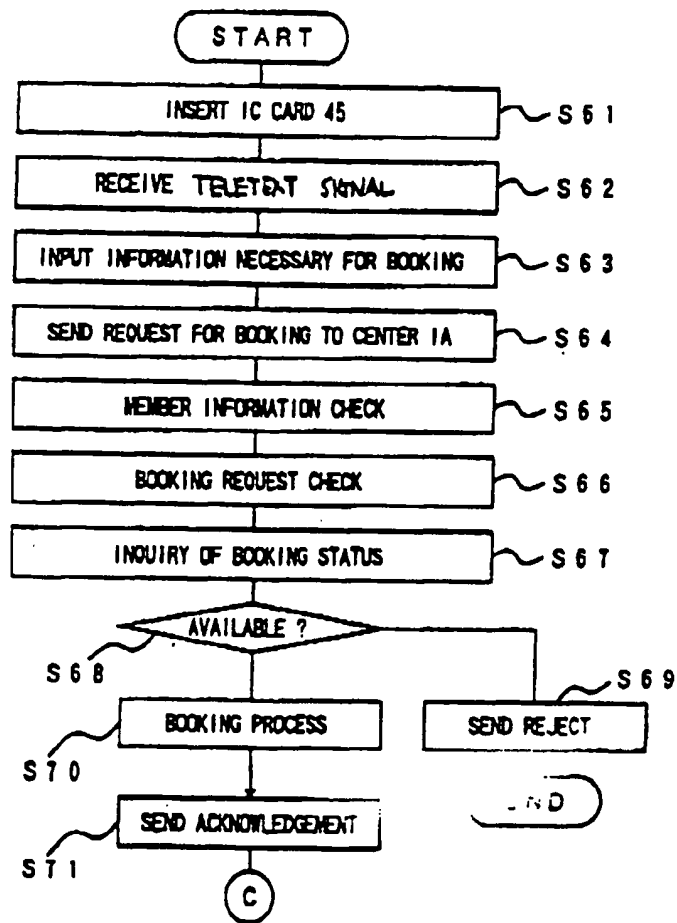 START
INSERT IC CARD 45
S61
RECEIVE TELETEXT SIGNAL
S62
INPUT INFORMATION NECESSARY FOR BOOKING
S63
SEND REQUEST FOR BOOKING TO CENTER 1A
S64
MEMBER INFORMATION CHECK
S65
BOOKING REQUEST CHECK
S66
INQUIRY OF BOOKING STATUS
S67
AVAILABLE ?
S68
S69
BOOKING PROCESS
SEND REJECT
S70
END
SEND ACKNOWLEDGEMENT
S71
C